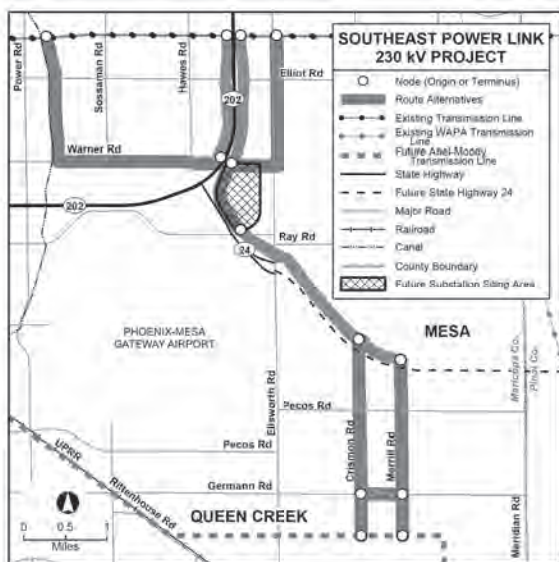 Power Rd
Sossaman Rd
Hawes Rd
202
Elliot Rd
SOUTHEAST POWER LINK
230 kV PROJECT
Node (Origin or Terminus)
Route Alternatives
Existing Transmission Line
Existing WAPA Transmission
Line
Future Abel-Moody
Transmission Line
State Highway
Future State Highway 24
Major Road
Railroad
Canal
County Boundary
Future Substation Siting Area
Warner Rd
202
Ray Rd
24
PHOENIX-MESA
GATEWAY AIRPORT
MESA
Maricopa Co.
Pinal Co.
Ellsworth Rd
Pecos Rd
Crismon Rd
Merrill Rd
Pecos Rd
UPRR
Rittenhouse Rd
Germann Rd
QUEEN CREEK
Meridian Rd
0 0.5 1
Miles